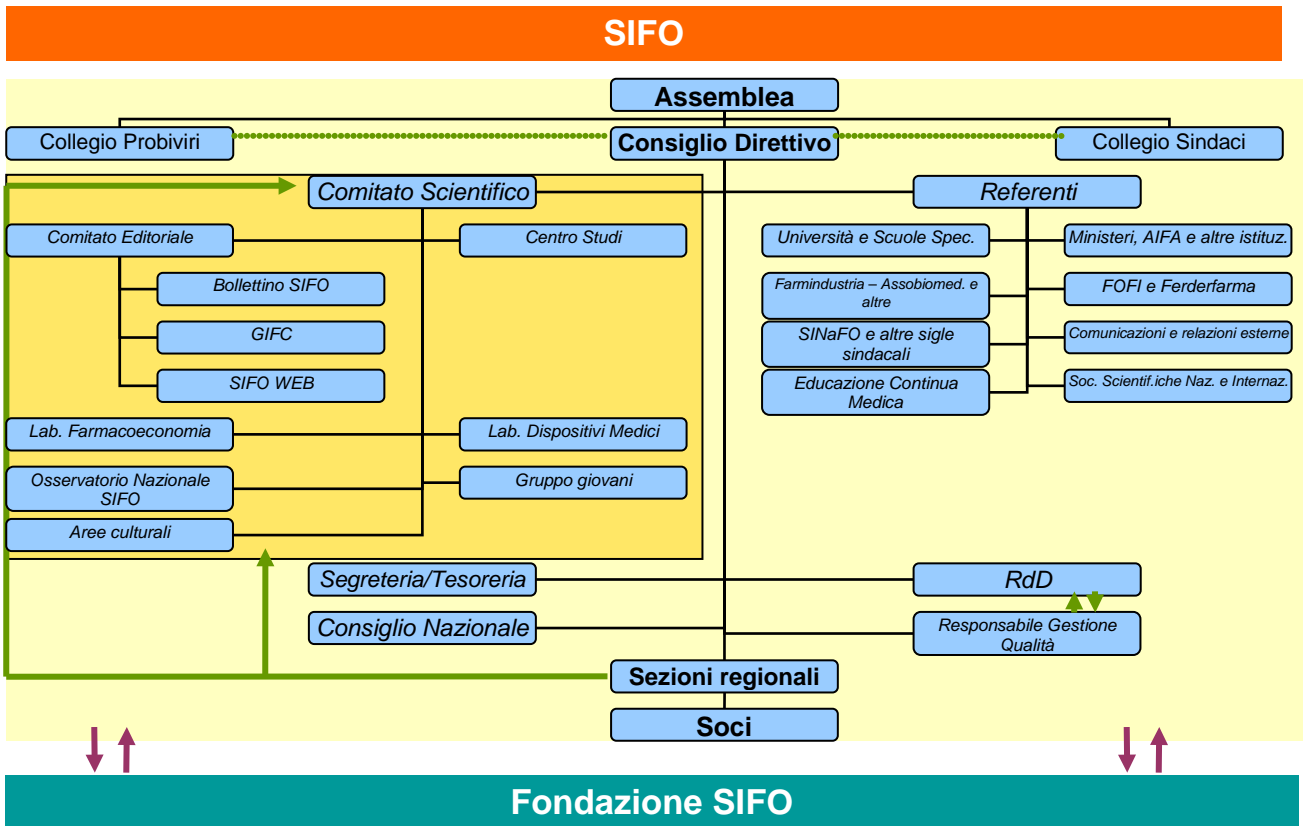 SIFO
Assemblea
Collegio Probiviri
Consiglio Direttivo
Collegio Sindaci
Comitato Scientifico
Referenti
Comitato Editoriale
Centro Studi
Università e Scuole Spec.
Ministeri, AIFA e altre istituz.
Bollettino SIFO
Farmindustria – Assobiomed. e
altre
FOFI e Ferderfarma
GIFC
SINaFO e altre sigle
sindacali
Comunicazioni e relazioni esterne
SIFO WEB
Educazione Continua
Medica
Soc. Scientif.iche Naz. e Internaz.
Lab. Farmacoeconomia
Lab. Dispositivi Medici
Osservatorio Nazionale
SIFO
Gruppo giovani
Aree culturali
Segreteria/Tesoreria
RdD
Consiglio Nazionale
Responsabile Gestione
Qualità
Sezioni regionali
Soci
Fondazione SIFO